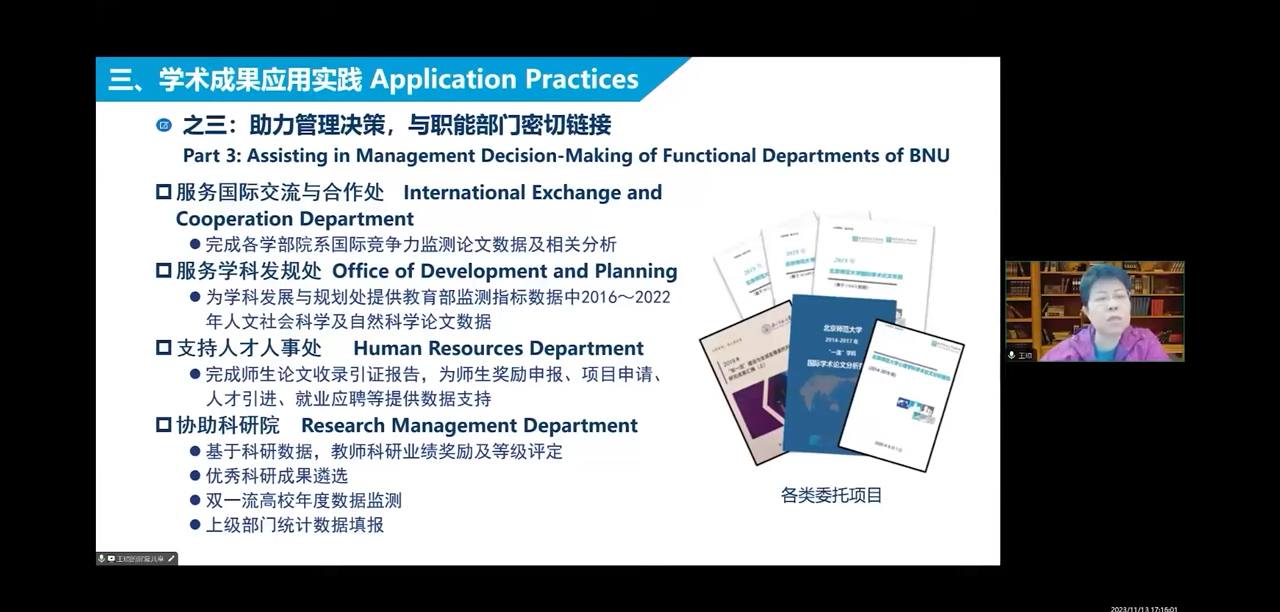 三、学术成果应用实践 Application Practices
之三：助力管理决策，与职能部门密切链接
Part 3: Assisting in Management Decision-Making of Functional Departments of BNU
服务国际交流与合作处 International Exchange and
Cooperation Department
完成各学部院系国际竞争力监测论文数据及相关分析
服务学科发规处 Office of Development and Planning
为学科发展与规划处提供教育部监测指标数据中2016～2022
年人文社会科学及自然科学论文数据
支持人才人事处 Human Resources Department
完成师生论文收录引证报告，为师生奖励申报、项目申请、
人才引进、就业应聘等提供数据支持
协助科研院 Research Management Department
基于科研数据，教师科研业绩奖励及等级评定
优秀科研成果遴选
双一流高校年度数据监测
上级部门统计数据填报
2019 年
北京师范大学
2014-2017 年
"一流"学科
各类委托项目
王琼
2023/11/13 17:16:01